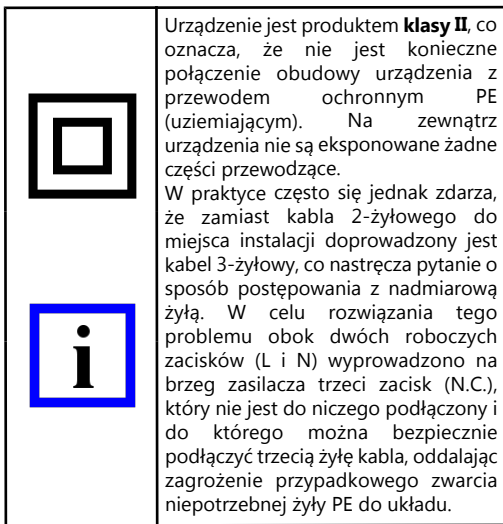 Urządzenie jest produktem klasy II, co
oznacza, że nie jest konieczne
połączenie obudowy urządzenia z
przewodem ochronnym PE
(uziemiającym). Na zewnątrz
urządzenia nie są eksponowane żadne
części przewodzące.
W praktyce często się jednak zdarza,
że zamiast kabla 2-żyłowego do
miejsca instalacji doprowadzony jest
kabel 3-żyłowy, co nastręcza pytanie o
sposób postępowania z nadmiarową
żyłą. W celu rozwiązania tego
problemu obok dwóch roboczych
zacisków (L i N) wyprowadzono na
brzeg zasilacza trzeci zacisk (N.C.),
który nie jest do niczego podłączony i
do którego można bezpiecznie
podłączyć trzecią żyłę kabla, oddalając
zagrożenie przypadkowego zwarcia
niepotrzebnej żyły PE do układu.
i